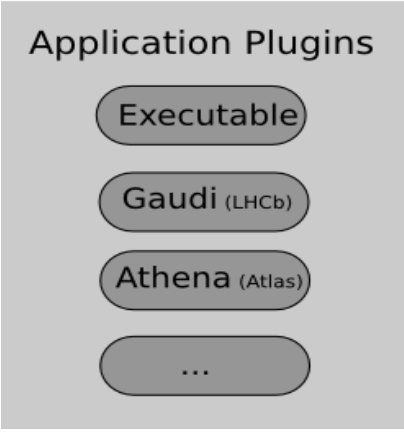 Application Plugins
Executable
Gaudi (LHCb)
Athena (Atlas)
...